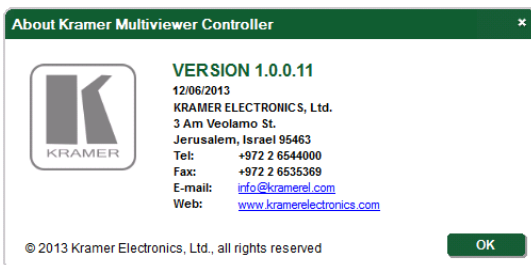 About Kramer Multiviewer Controller ×
KRAMER
VERSION 1.0.0.11
12/06/2013
KRAMER ELECTRONICS, Ltd.
3 Am Veolamo St.
Jerusalem, Israel 95463
Tel: +972 2 6544000
Fax: +972 2 6535369
E-mail: info@kramerel.com
Web: www.kramerelectronics.com
© 2013 Kramer Electronics, Ltd., all rights reserved
OK